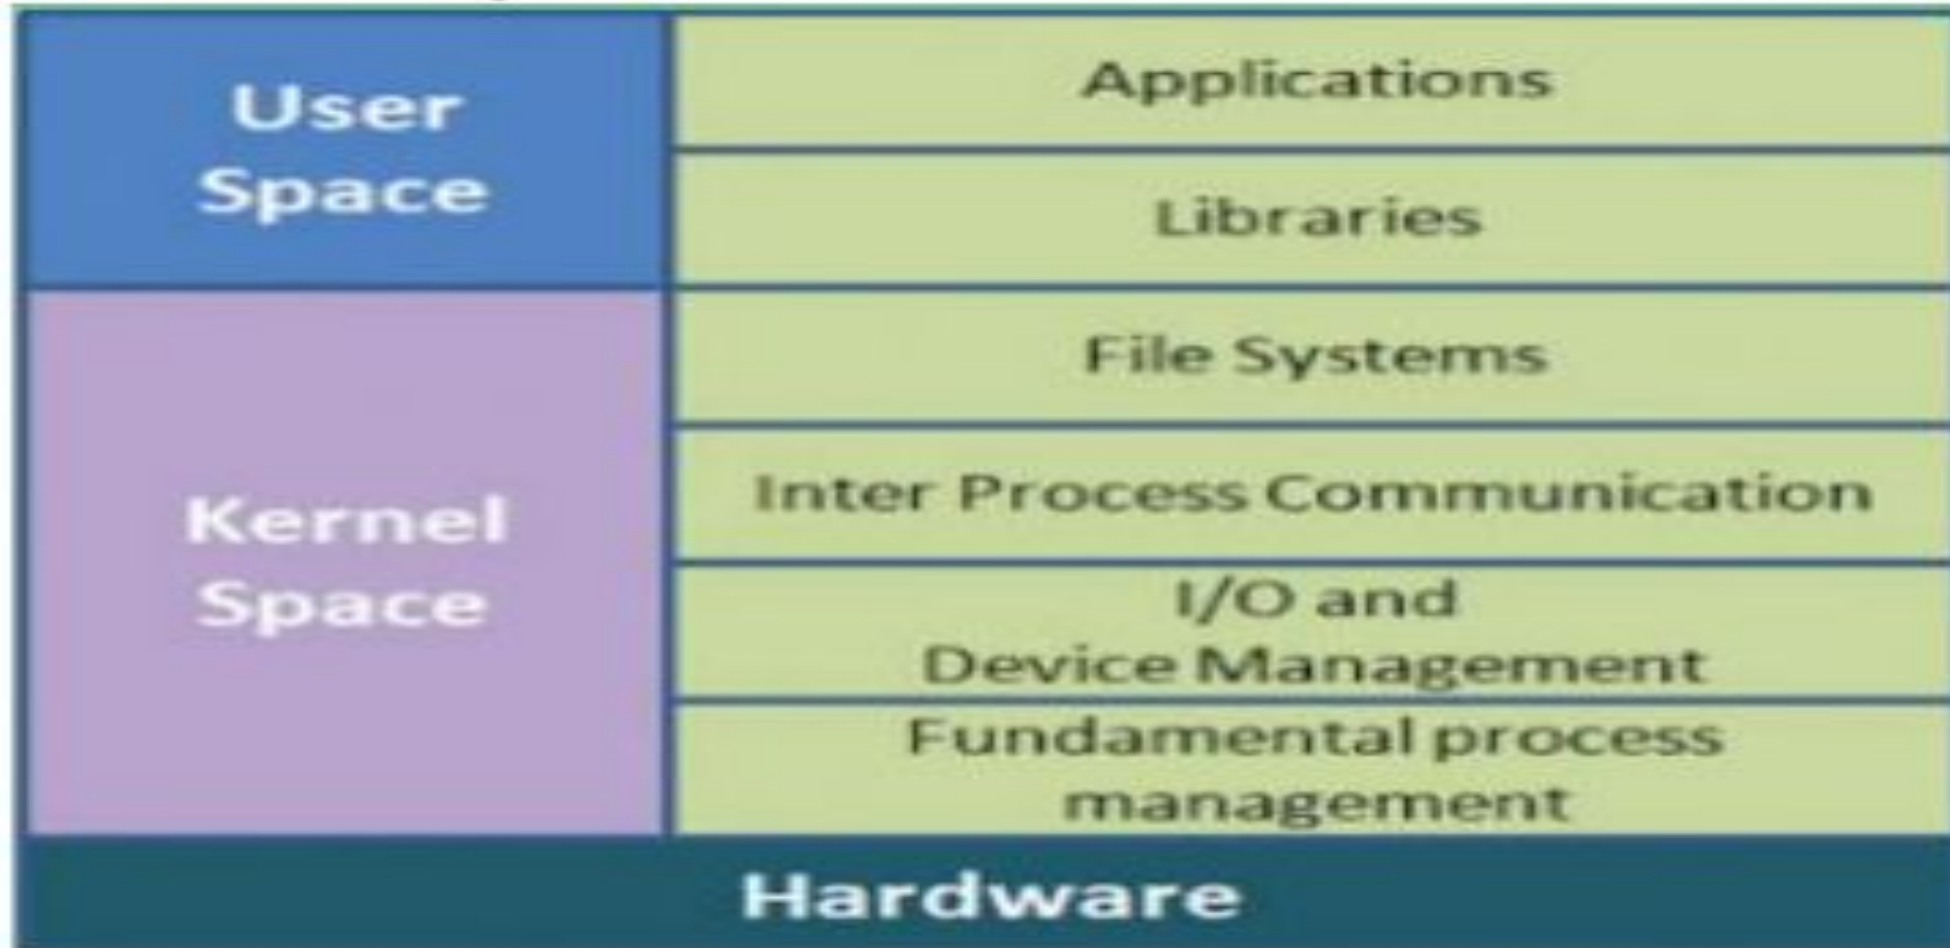 User
Space
Applications
Libraries
Kernel
Space
File Systems
Inter Process Communication
I/O and
Device Management
Fundamental process
management
Hardware